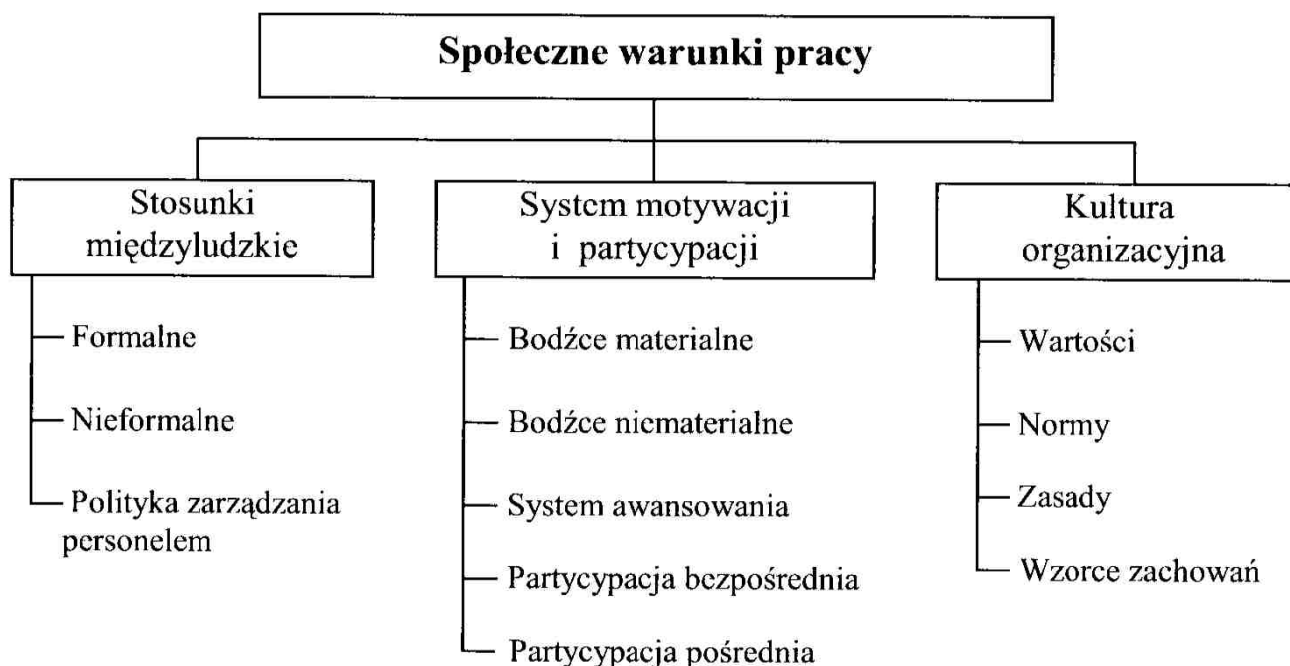 Społeczne warunki pracy
Stosunki
międzyludzkie
Formalne
Nieformalne
Polityka zarządzania
personelem
System motywacji
i partycypacji
Bodźce materialne
Bodźce niematerialne
System awansowania
Partycypacja bezpośrednia
Partycypacja pośrednia
Kultura
organizacyjna
Wartości
Normy
Zasady
Wzorce zachowań